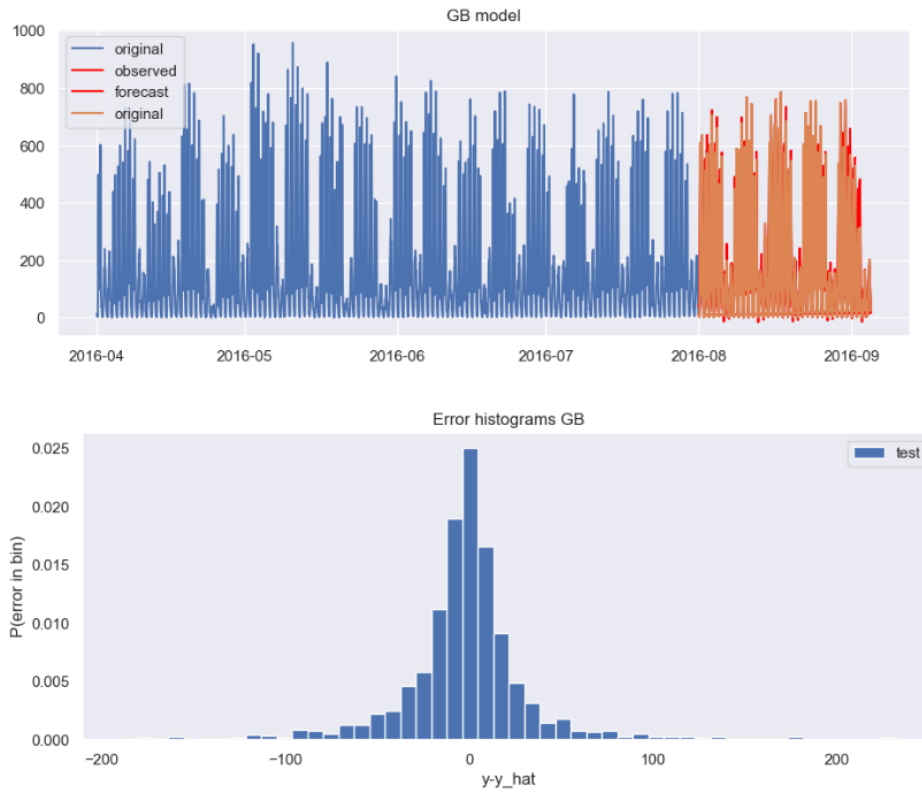 GB model
1000
800
600
400
200
0
original
observed
forecast
original
2016-04 2016-05 2016-06 2016-07 2016-08 2016-09
Error histograms GB
0.025
0.020
0.015
0.010
0.005
0.000
P(error in bin)
test
−200 −100 0 100 200
y-y_hat